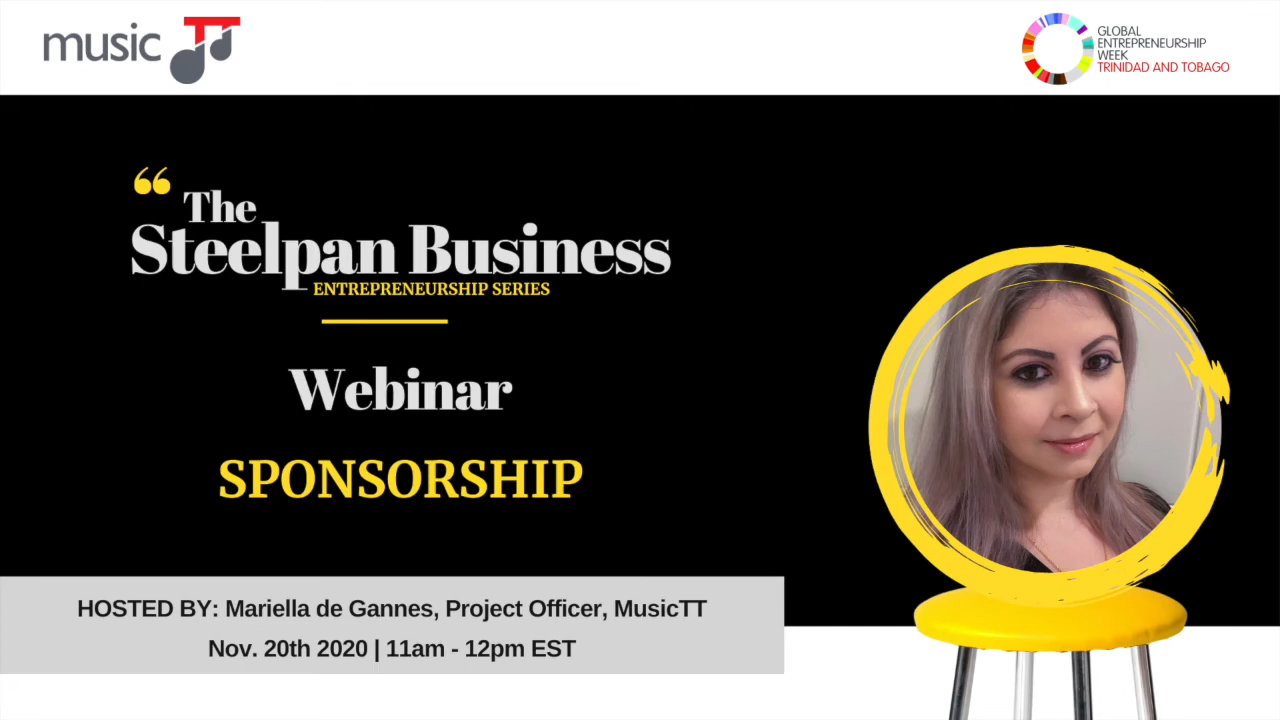 music TT
GLOBAL
ENTREPRENEURSHIP
WEEK
TRINIDAD AND TOBAGO
“ The
Steelpan Business
ENTREPRENEURSHIP SERIES
Webinar
SPONSORSHIP
HOSTED BY: Mariella de Gannes, Project Officer, MusicTT
Nov. 20th 2020 | 11am - 12pm EST